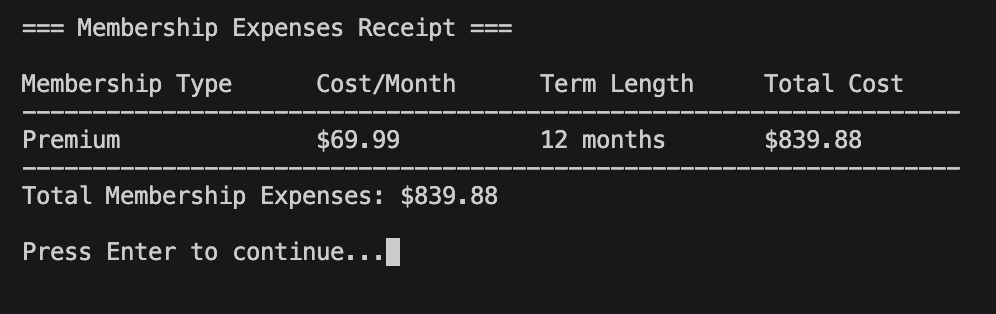 === Membership Expenses Receipt ===
Membership Type Cost/Month Term Length Total Cost
-------------------------------------------------------------------
Premium $69.99 12 months $839.88
-------------------------------------------------------------------
Total Membership Expenses: $839.88
Press Enter to continue...